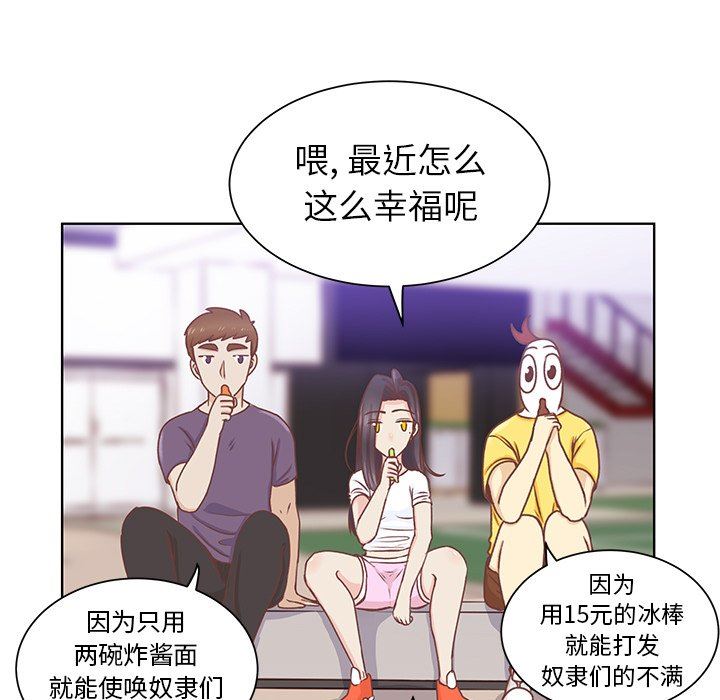 喂, 最近怎么
这么幸福呢
因为只用
两碗炸酱面
就能使唤奴隶们
因为
用15元的冰棒
就能打发
奴隶们的不满